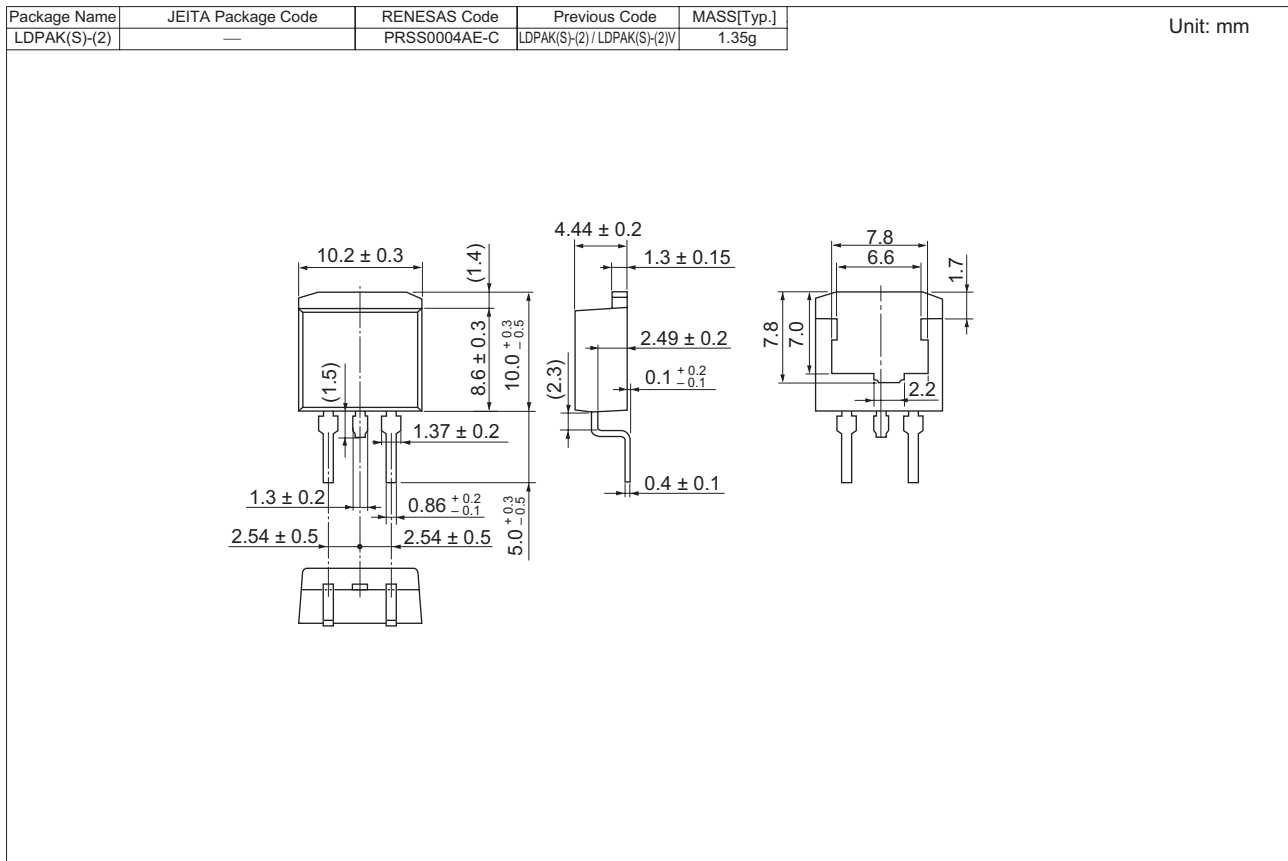 Package Name JEITA Package Code RENESAS Code Previous Code MASS[Typ.]
LDPAK(S)-(2) — PRSS0004AE-C LDPAK(S)-(2) / LDPAK(S)-(2)V 1.35g
Unit: mm
10.2 ± 0.3
(1.4)
8.6 ± 0.3
10.0 + 0.3 – 0.5
(1.5)
1.37 ± 0.2
1.3 ± 0.2
0.86 + 0.2 – 0.1
2.54 ± 0.5
2.54 ± 0.5
5.0 + 0.3 – 0.5
4.44 ± 0.2
1.3 ± 0.15
2.49 ± 0.2
(2.3)
0.1 + 0.2 – 0.1
0.4 ± 0.1
7.8
6.6
1.7
7.8
7.0
2.2